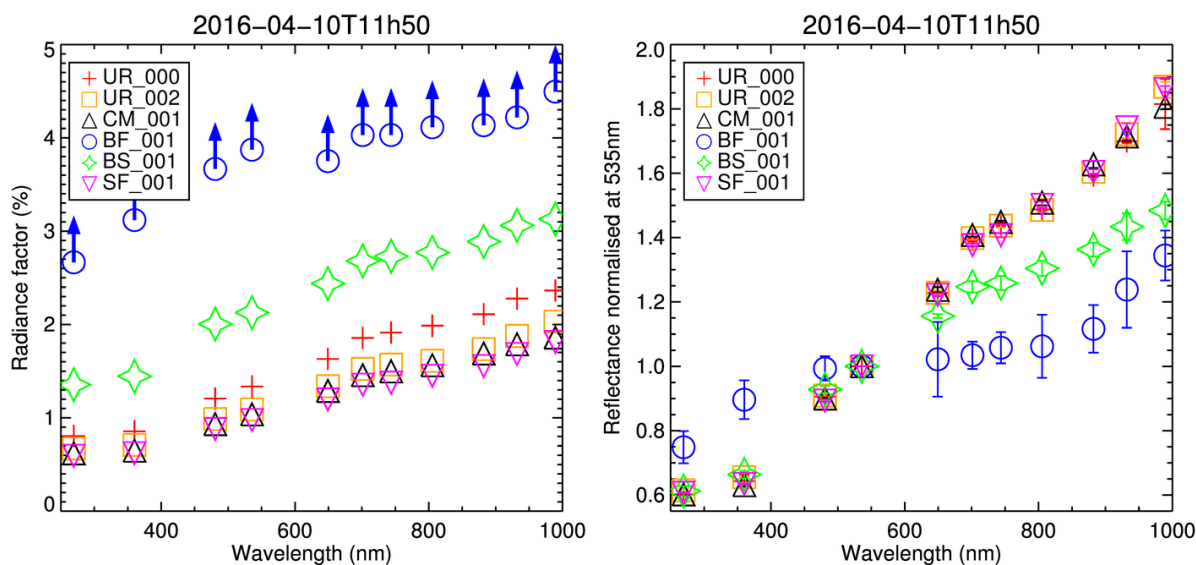 2016-04-10T11h50
Radiance factor (%)
5
4
3
2
1
0
UR_000
UR_002
CM_001
BF_001
BS_001
SF_001
400
600
800
1000
Wavelength (nm)
2016-04-10T11h50
Reflectance normalised at 535nm
2.0
1.8
1.6
1.4
1.2
1.0
0.8
0.6
UR_000
UR_002
CM_001
BF_001
BS_001
SF_001
400
600
800
1000
Wavelength (nm)